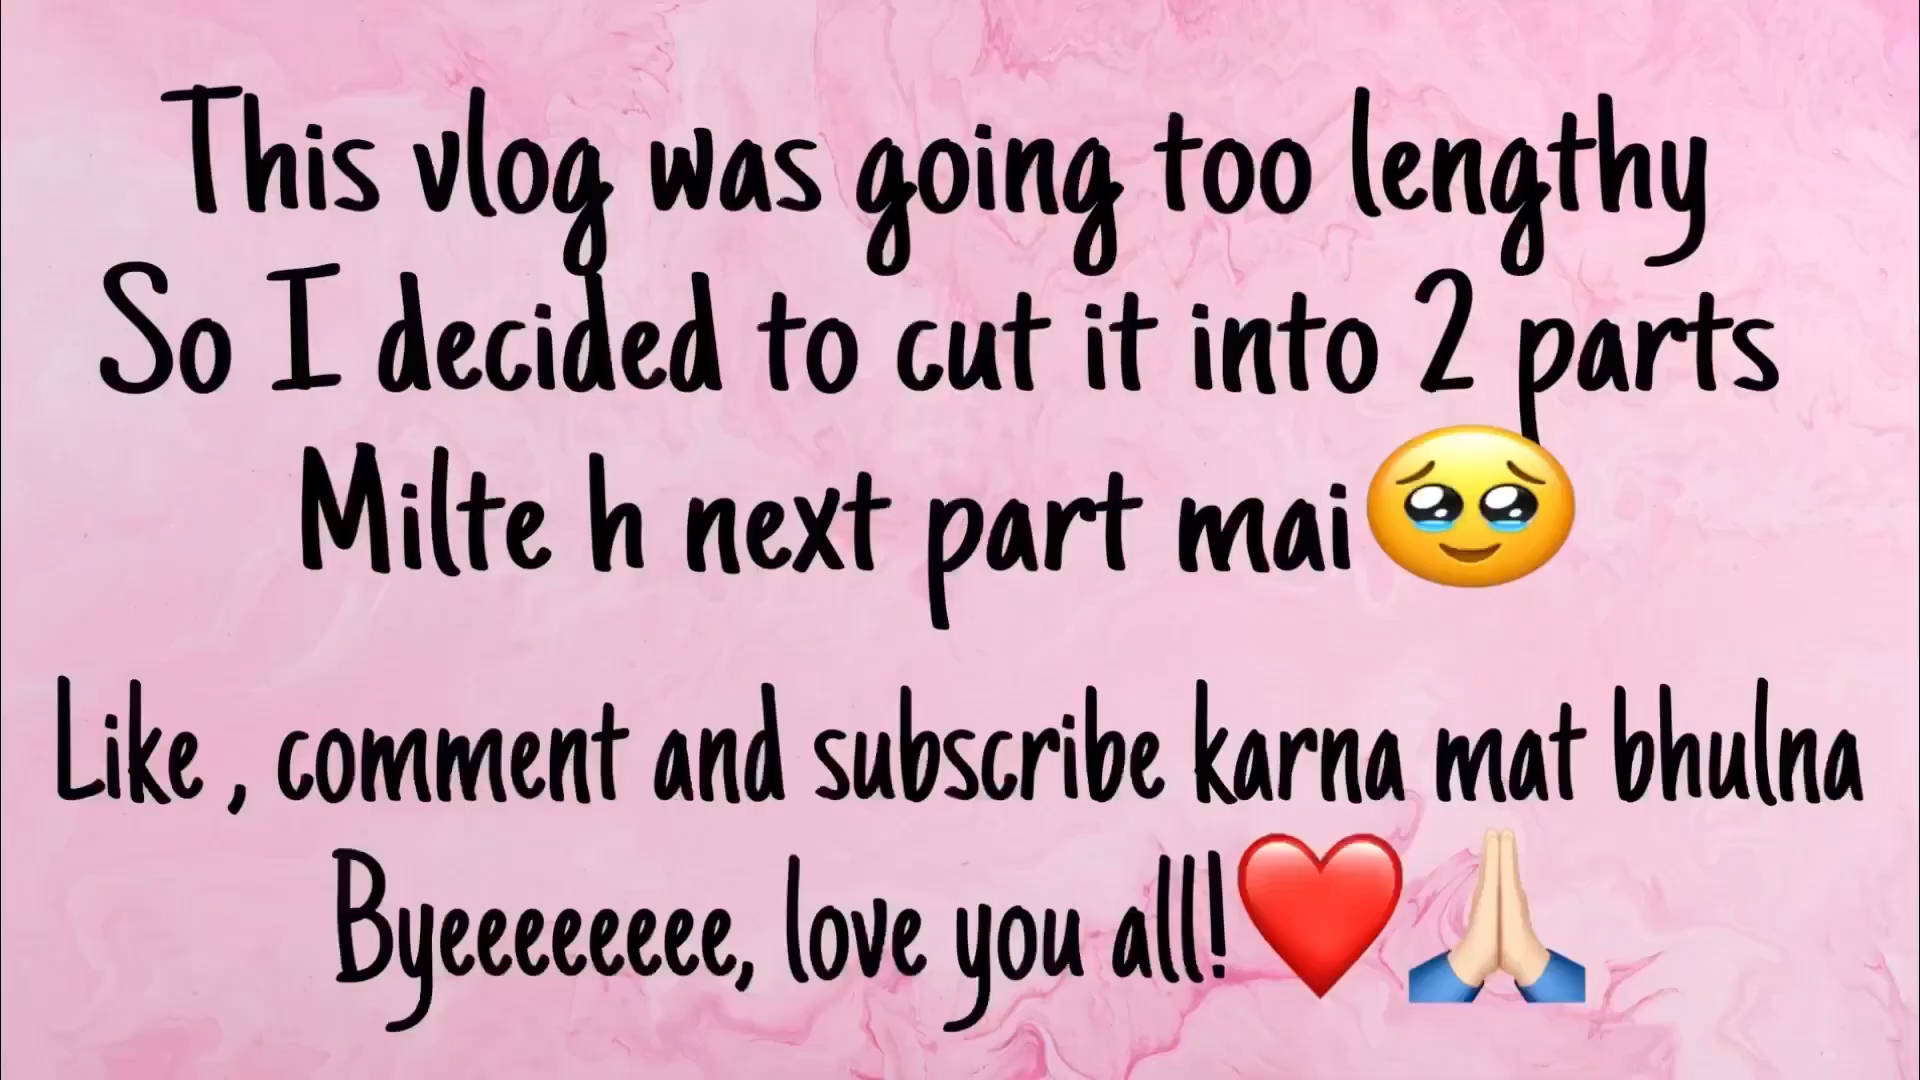 This vlog was going too lengthy
So I decided to cut it into 2 parts
Milte h next part mai🥹
Like , comment and subscribe karna mat bhulna
Byeeeeeeeee, love you all!❤️🙏🏻